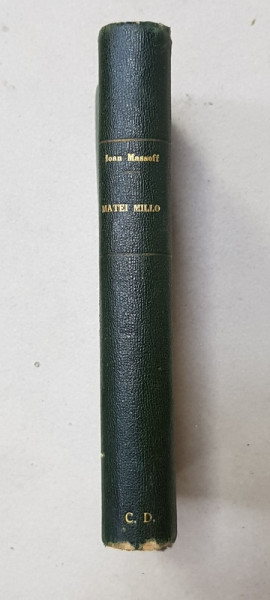 Ioan Massoff
MATEI MILLO
C. D.